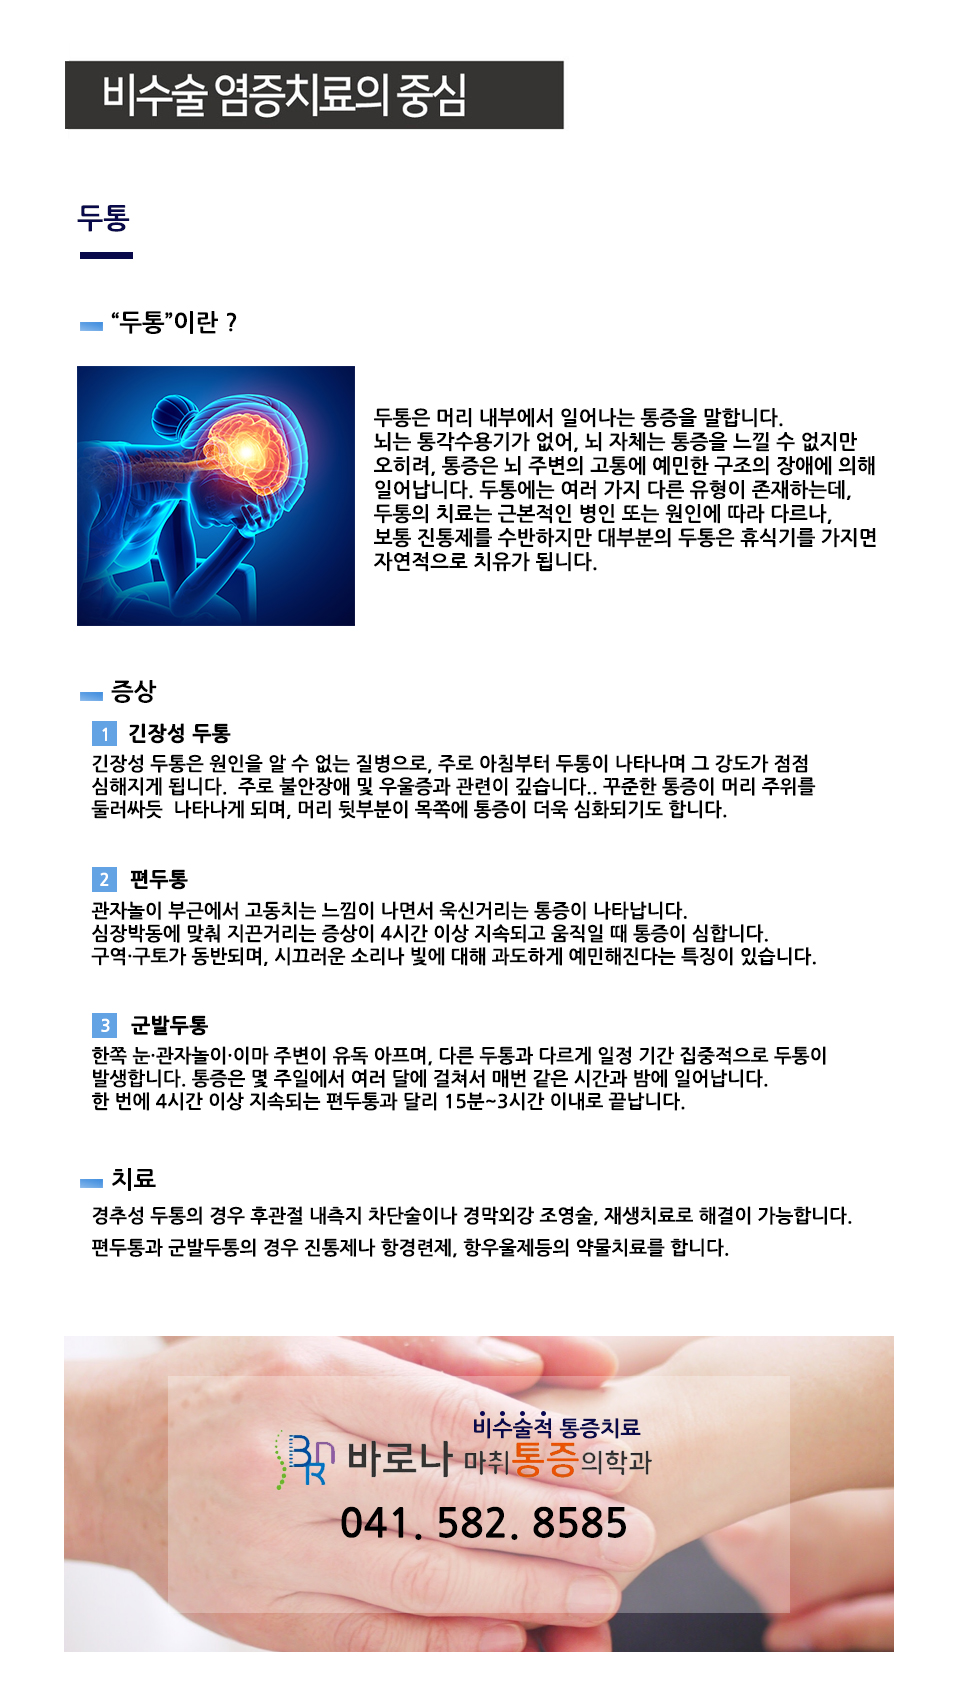 비수술 염증치료의 중심
두통
“두통”이란 ?
두통은 머리 내부에서 일어나는 통증을 말합니다.
뇌는 통각수용기가 없어, 뇌 자체는 통증을 느낄 수 없지만
오히려, 통증은 뇌 주변의 고통에 예민한 구조의 장애에 의해
일어납니다. 두통에는 여러 가지 다른 유형이 존재하는데,
두통의 치료는 근본적인 병인 또는 원인에 따라 다르나,
보통 진통제를 수반하지만 대부분의 두통은 휴식기를 가지면
자연적으로 치유가 됩니다.
증상
1 긴장성 두통
긴장성 두통은 원인을 알 수 없는 질병으로, 주로 아침부터 두통이 나타나며 그 강도가 점점
심해지게 됩니다. 주로 불안장애 및 우울증과 관련이 깊습니다.. 꾸준한 통증이 머리 주위를
둘러싸듯 나타나게 되며, 머리 뒷부분이 목쪽에 통증이 더욱 심화되기도 합니다.
2 편두통
관자놀이 부근에서 고동치는 느낌이 나면서 욱신거리는 통증이 나타납니다.
심장박동에 맞춰 지끈거리는 증상이 4시간 이상 지속되고 움직일 때 통증이 심합니다.
구역·구토가 동반되며, 시끄러운 소리나 빛에 대해 과도하게 예민해진다는 특징이 있습니다.
3 군발두통
한쪽 눈·관자놀이·이마 주변이 유독 아프며, 다른 두통과 다르게 일정 기간 집중적으로 두통이
발생합니다. 통증은 몇 주일에서 여러 달에 걸쳐서 매번 같은 시간과 밤에 일어납니다.
한 번에 4시간 이상 지속되는 편두통과 달리 15분~3시간 이내로 끝납니다.
치료
경추성 두통의 경우 후관절 내측지 차단술이나 경막외강 조영술, 재생치료로 해결이 가능합니다.
편두통과 군발두통의 경우 진통제나 항경련제, 항우울제등의 약물치료를 합니다.
비수술적 통증치료
BnR 바로나 마취통증의학과
041. 582. 8585